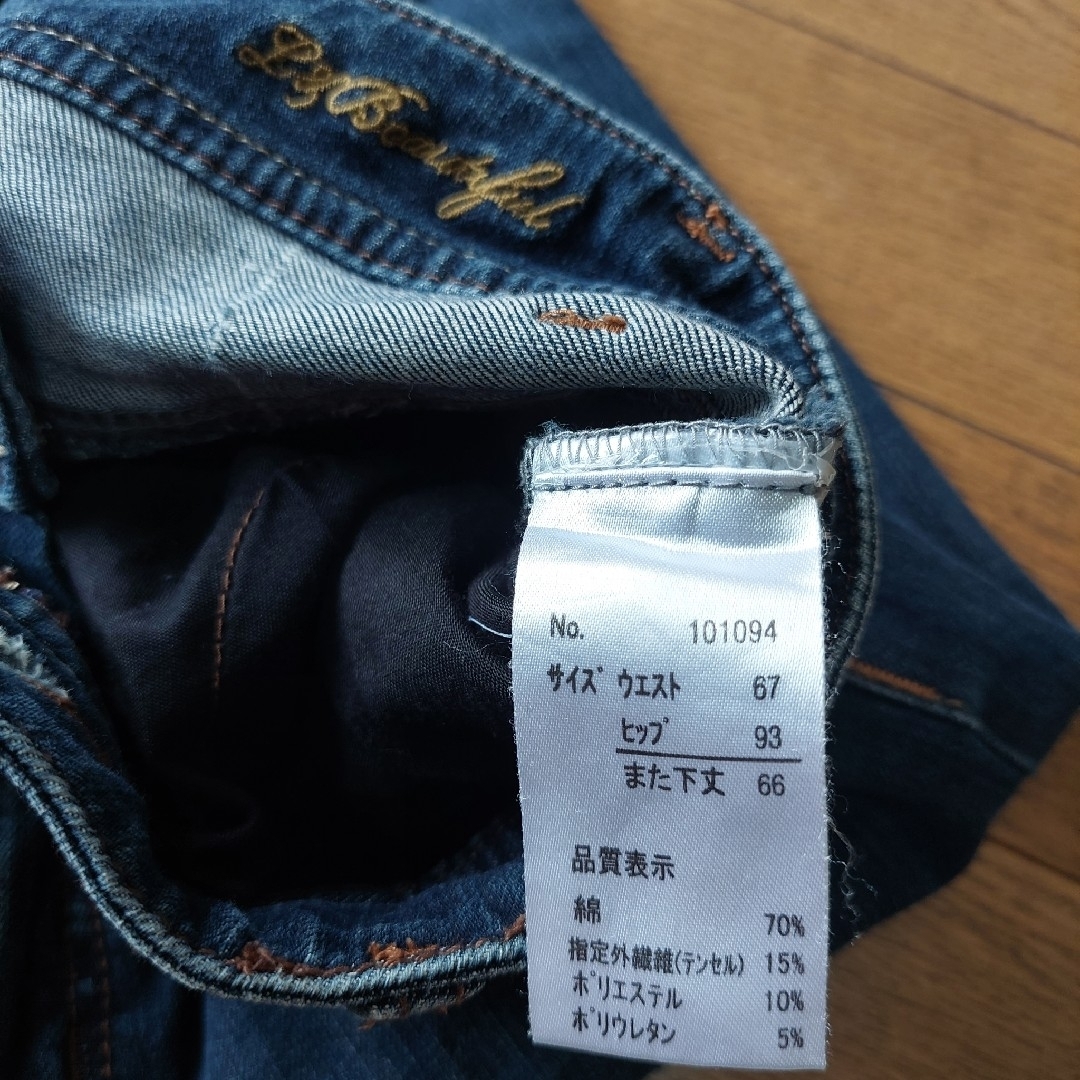 LizBeautiful
No. 101094
サイズ ウエスト 67
ヒップ 93
また下丈 66
品質表示
綿 70%
指定外繊維(テンセル) 15%
ポリエステル 10%
ポリウレタン 5%